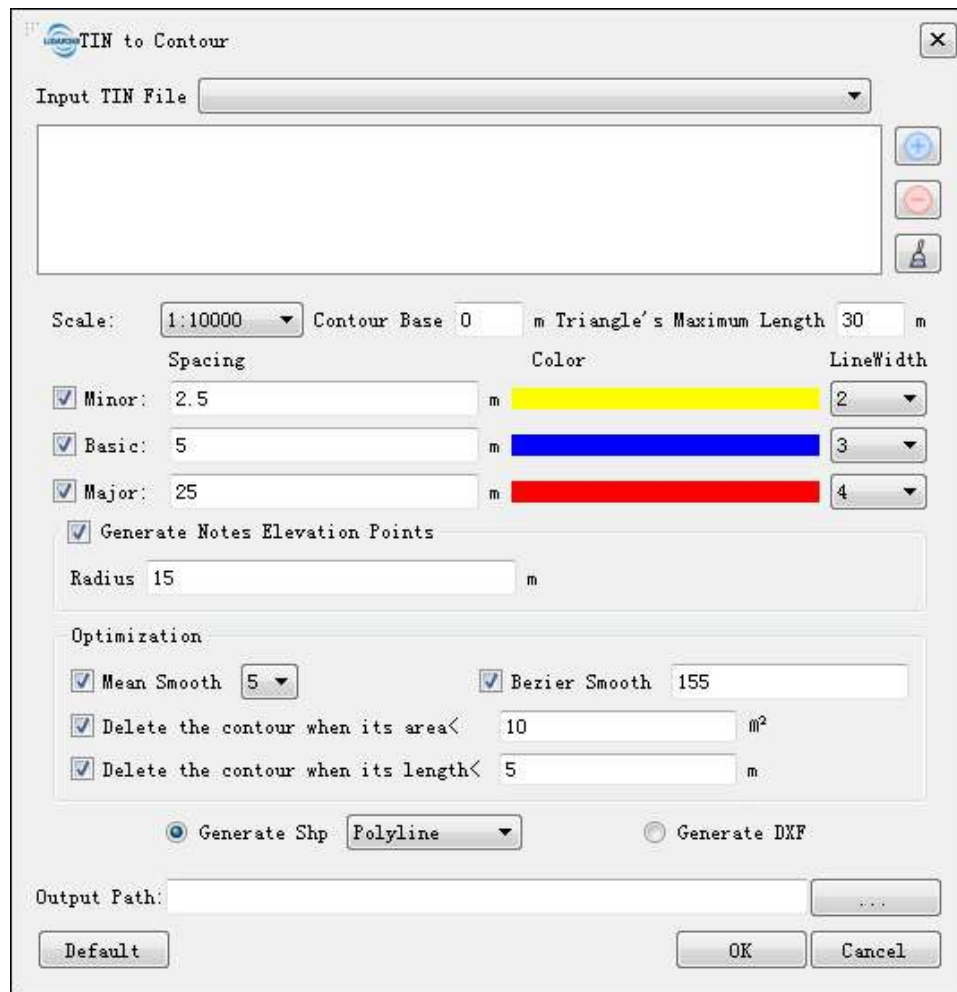 TIN to Contour
Input TIN File
Scale: 1:10000 Contour Base 0 m Triangle's Maximum Length 30 m
Spacing Color LineWidth
Minor: 2.5 m 2
Basic: 5 m 3
Major: 25 m 4
Generate Notes Elevation Points
Radius 15 m
Optimization
Mean Smooth 5 Bezier Smooth 155
Delete the contour when its area< 10 m²
Delete the contour when its length< 5 m
Generate Shp Polyline Generate DXF
Output Path: ...
Default OK Cancel